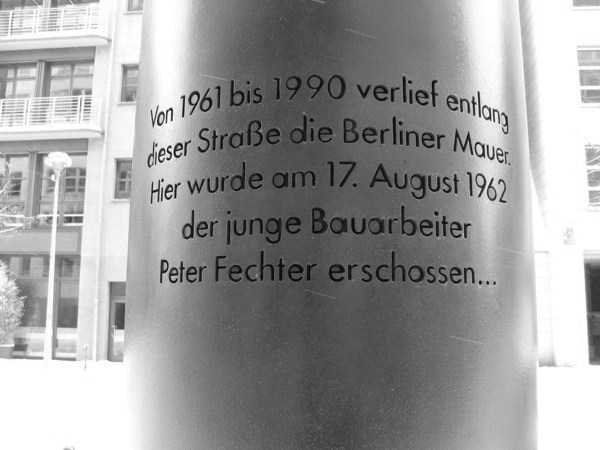 Von 1961 bis 1990 verlief entlang
dieser Straße die Berliner Mauer.
Hier wurde am 17. August 1962
der junge Bauarbeiter
Peter Fechter erschossen...